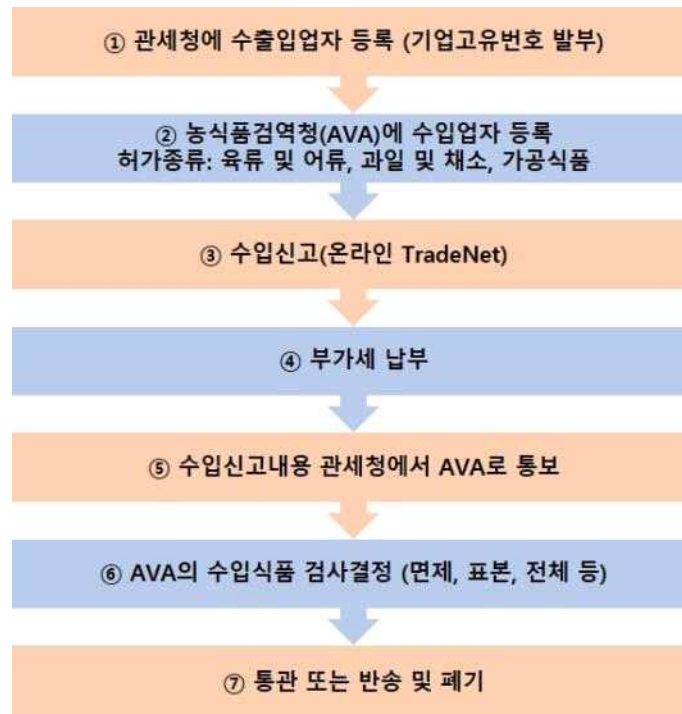 ① 관세청에 수출입업자 등록 (기업고유번호 발부)
② 농식품검역청(AVA)에 수입업자 등록
허가종류: 육류 및 어류, 과일 및 채소, 가공식품
③ 수입신고(온라인 TradeNet)
④ 부가세 납부
⑤ 수입신고내용 관세청에서 AVA로 통보
⑥ AVA의 수입식품 검사결정 (면제, 표본, 전체 등)
⑦ 통관 또는 반송 및 폐기